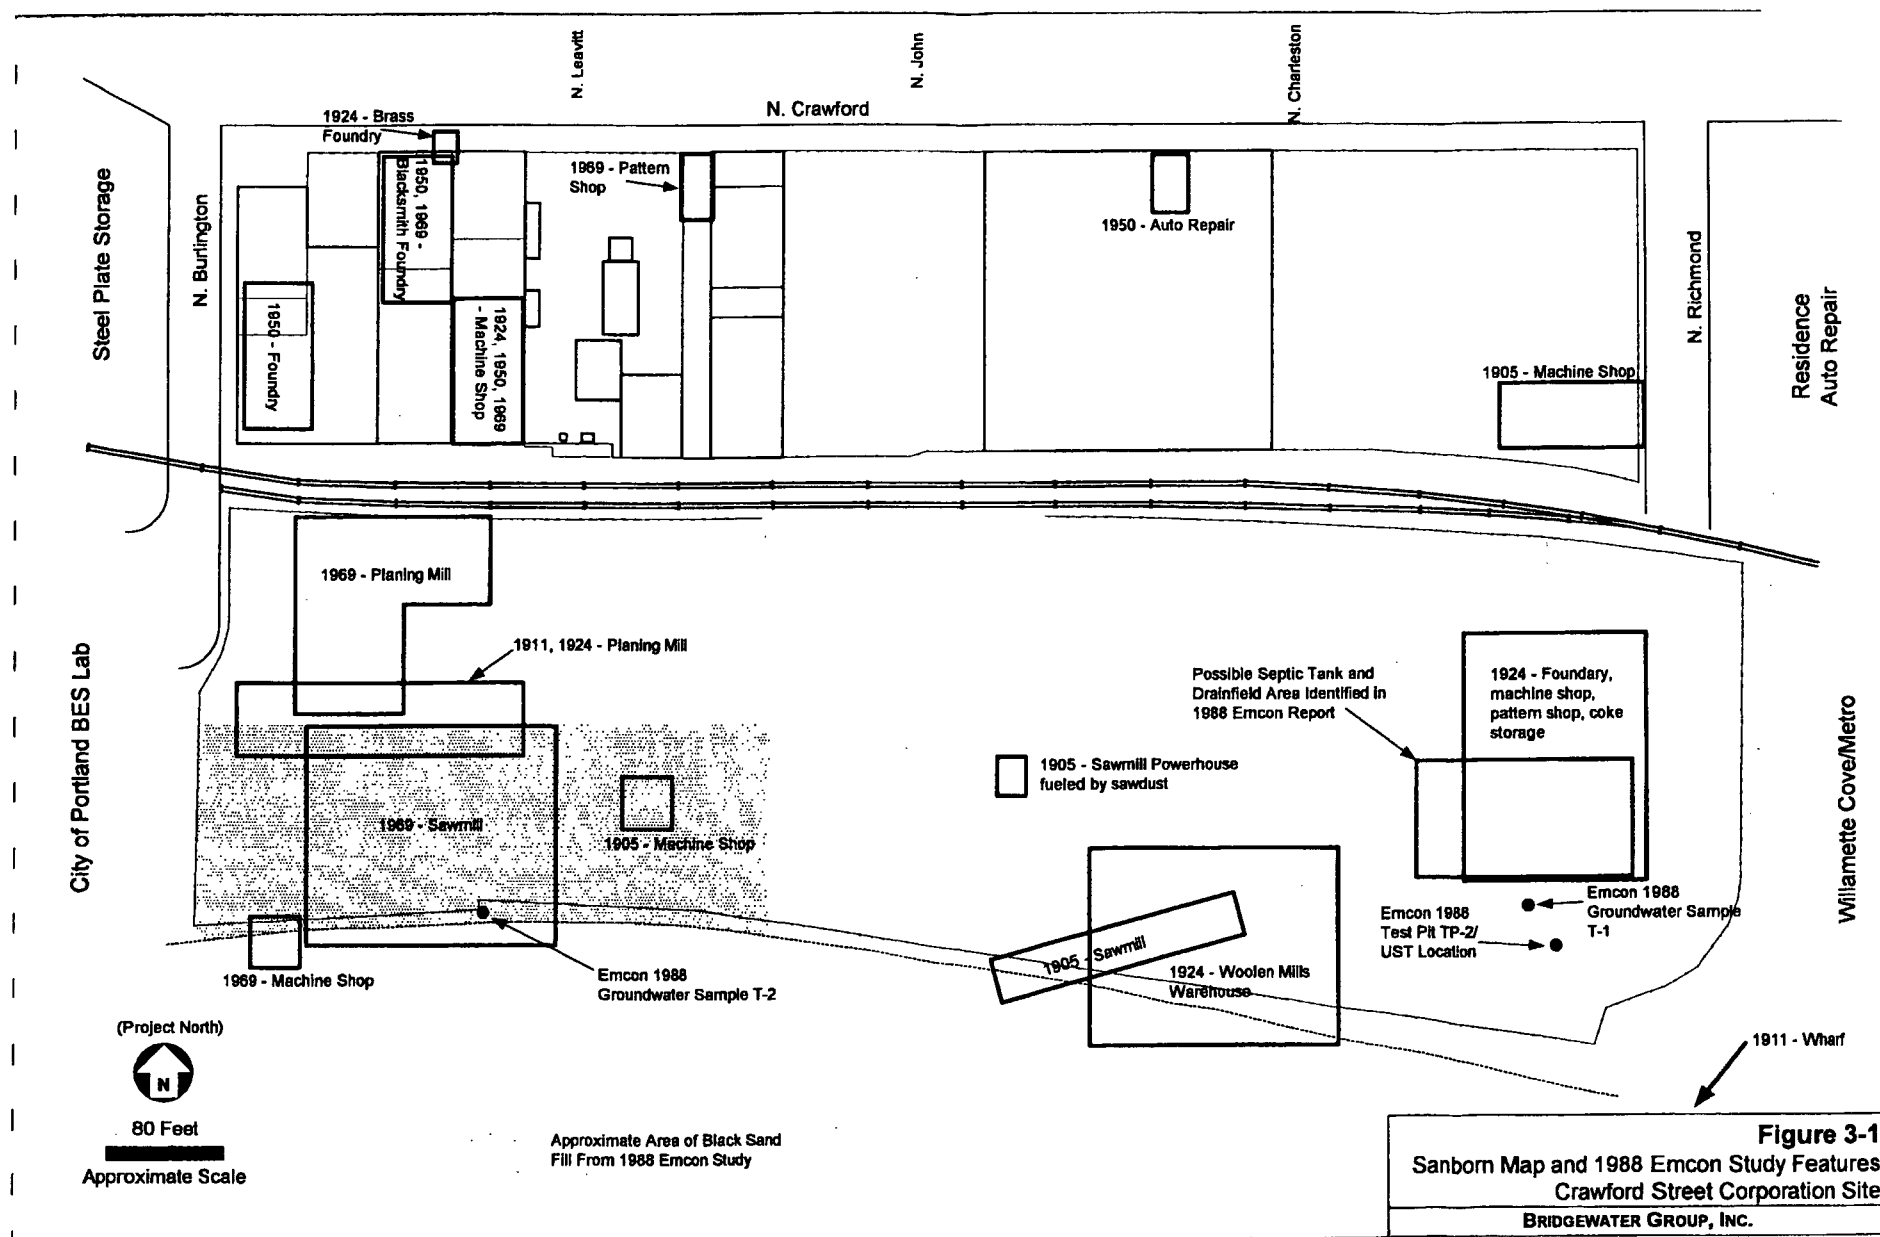 N. Leavitt
N. John
N. Charleston
N. Crawford
1924 - Brass
Foundry
1950, 1969 -
Blacksmith Foundry
1969 - Pattern
Shop
1950 - Auto Repair
Steel Plate Storage
N. Burlington
1950 - Foundry
1924, 1950, 1969
- Machine Shop
1905 - Machine Shop
N. Richmond
Residence
Auto Repair
1969 - Planing Mill
1911, 1924 - Planing Mill
City of Portland BES Lab
1969 - Sawmill
1905 - Machine Shop
1969 - Machine Shop
Emcon 1988
Groundwater Sample T-2
1905 - Sawmill Powerhouse
fueled by sawdust
Possible Septic Tank and
Drainfield Area Identified in
1988 Emcon Report
1924 - Foundary,
machine shop,
pattern shop, coke
storage
Willamette Cove/Metro
1905 - Sawmill
1924 - Woolen Mills
Warehouse
Emcon 1988
Test Pit TP-2/
UST Location
Emcon 1988
Groundwater Sample
T-1
1911 - Wharf
(Project North)
N
80 Feet
Approximate Scale
Approximate Area of Black Sand
Fill From 1988 Emcon Study
Figure 3-1
Sanborn Map and 1988 Emcon Study Features
Crawford Street Corporation Site
BRIDGEWATER GROUP, INC.